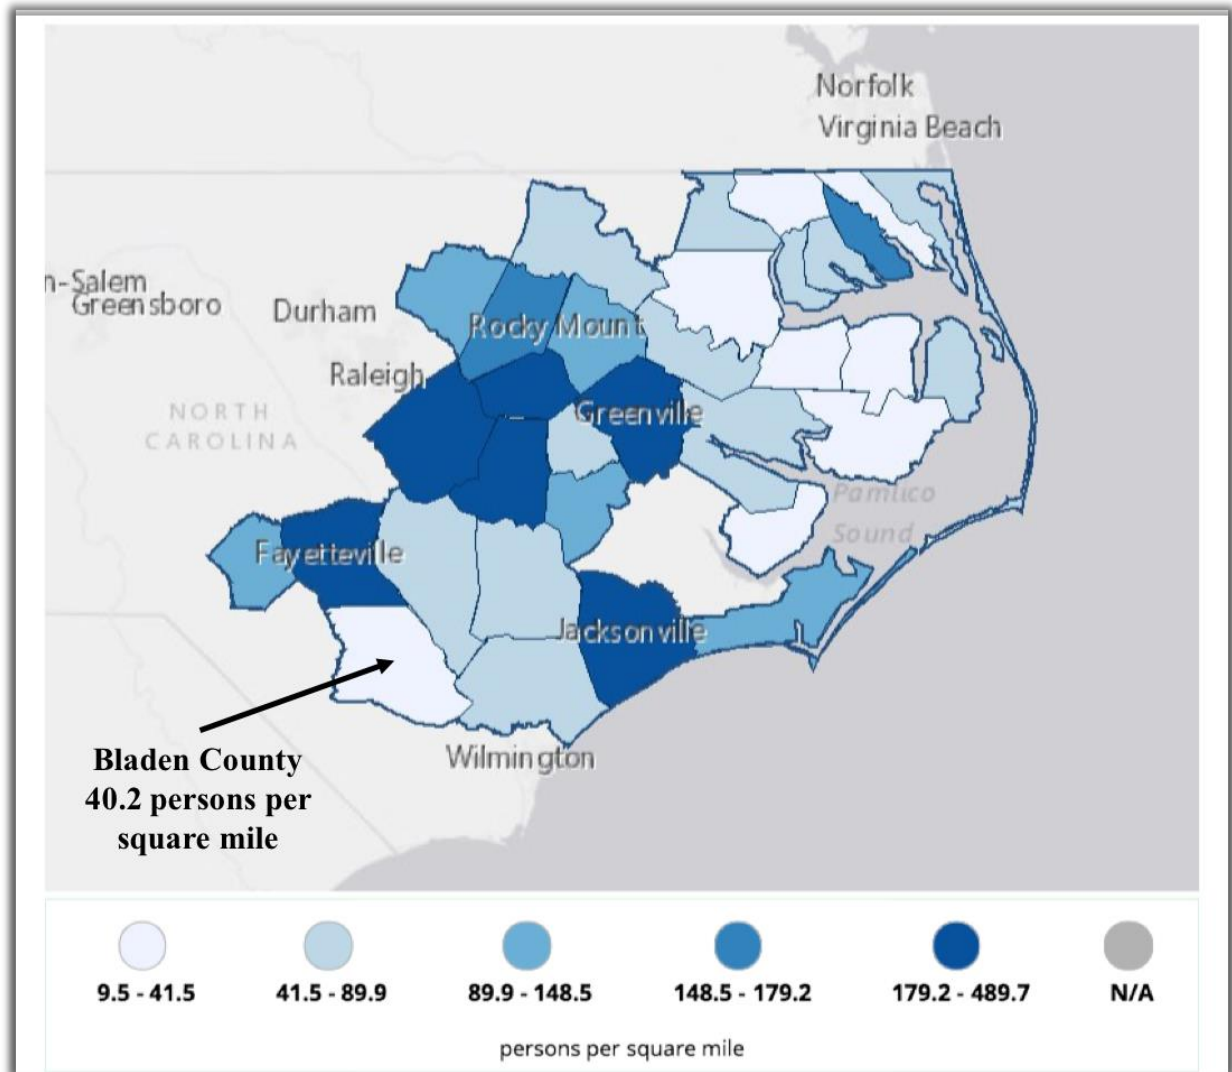 Norfolk
Virginia Beach
n-Salem
Greensboro
Durham
Rocky Mount
Raleigh
NORTH
CAROLINA
Greenville
Pamlico
Sound
Fayetteville
Jacksonville
Bladen County
40.2 persons per
square mile
Wilmington
9.5 - 41.5
41.5 - 89.9
89.9 - 148.5
148.5 - 179.2
179.2 - 489.7
N/A
persons per square mile